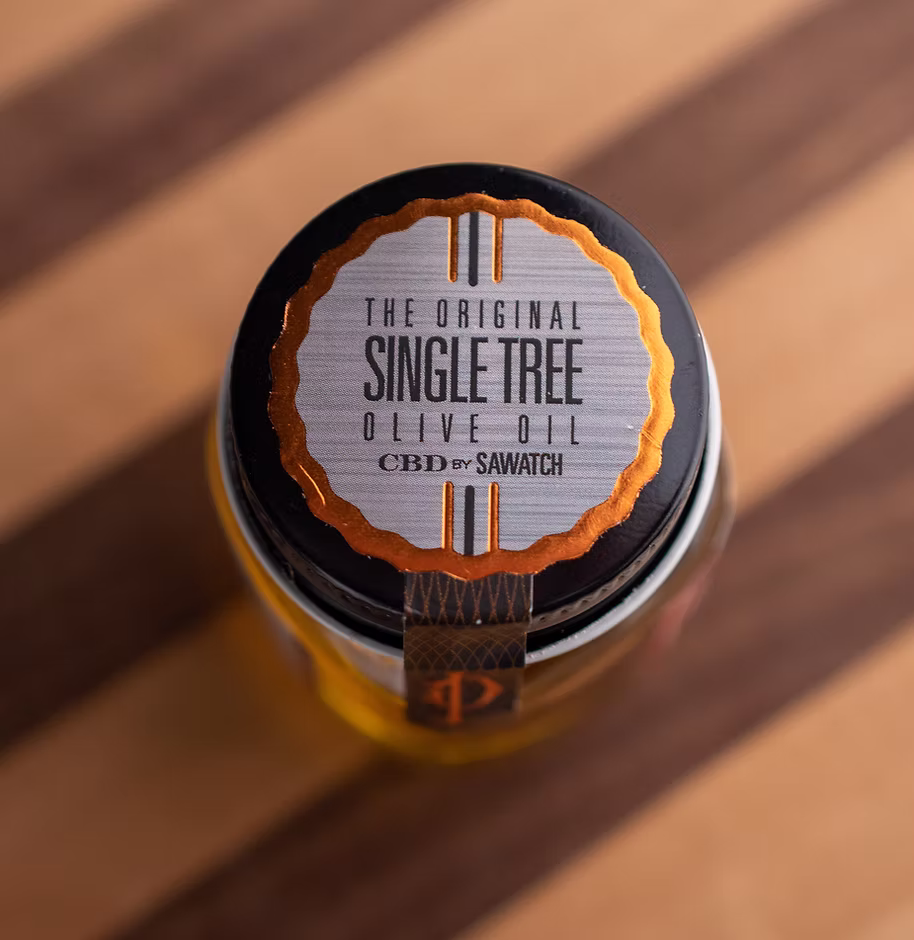 THE ORIGINAL
SINGLE TREE
OLIVE OIL
CBD BY SAWATCH